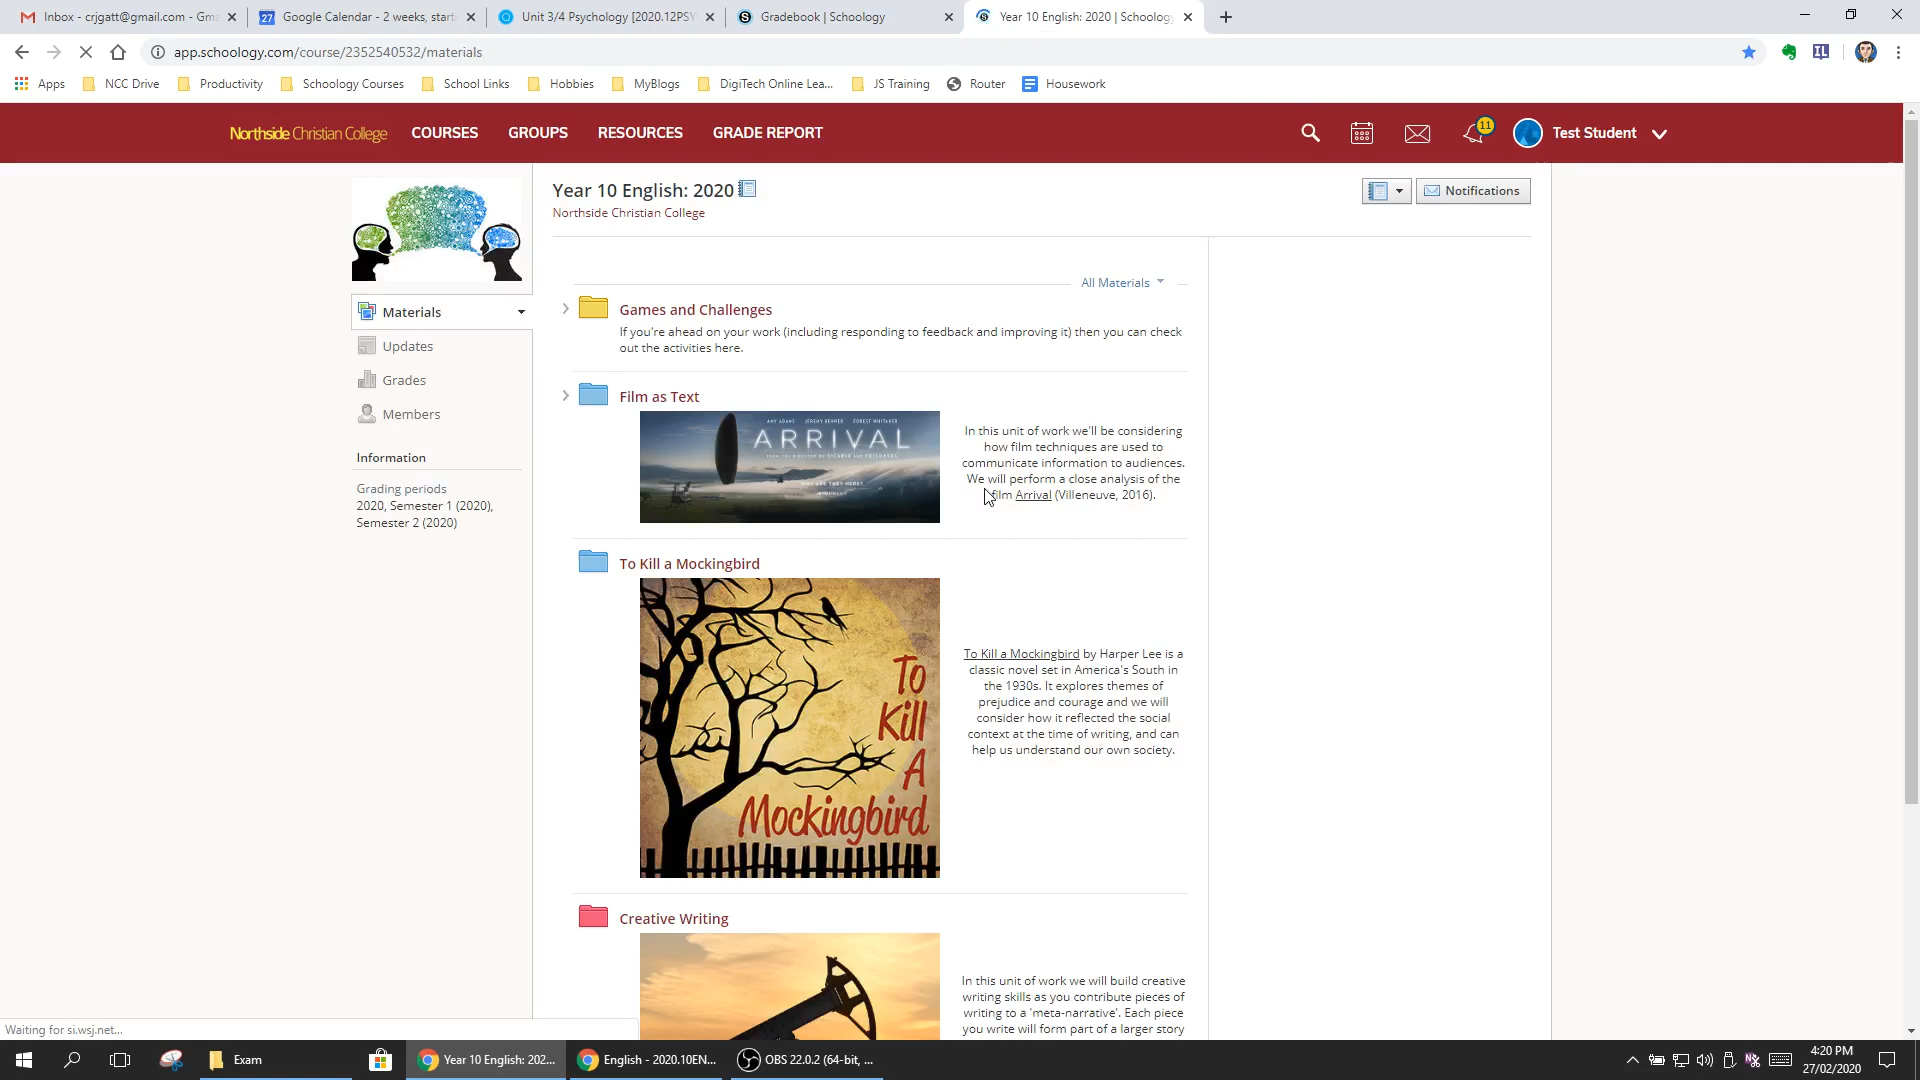 Inbox - crjgatt@gmail.com - Gm
Google Calendar - 2 weeks, start
Unit 3/4 Psychology [2020.12PSY
Gradebook | Schoology
Year 10 English: 2020 | Schoology
app.schoology.com/course/2352540532/materials
Apps
NCC Drive
Productivity
Schoology Courses
School Links
Hobbies
MyBlogs
DigiTech Online Lea...
JS Training
Router
Housework
Northside Christian College
COURSES
GROUPS
RESOURCES
GRADE REPORT
11
Test Student
Year 10 English: 2020
Northside Christian College
Notifications
Materials
Updates
Grades
Members
Information
Grading periods
2020, Semester 1 (2020),
Semester 2 (2020)
All Materials
Games and Challenges
If you're ahead on your work (including responding to feedback and improving it) then you can check
out the activities here.
Film as Text
AMY ADAMS JEREMY RENNER FOREST WHITAKER
ARRIVAL
WHY ARE THEY HERE?
In this unit of work we'll be considering
how film techniques are used to
communicate information to audiences.
We will perform a close analysis of the
film Arrival (Villeneuve, 2016).
To Kill a Mockingbird
To
Kill
A
Mockingbird
To Kill a Mockingbird by Harper Lee is a
classic novel set in America's South in
the 1930s. It explores themes of
prejudice and courage and we will
consider how it reflected the social
context at the time of writing, and can
help us understand our own society.
Creative Writing
In this unit of work we will build creative
writing skills as you contribute pieces of
writing to a 'meta-narrative'. Each piece
you write will form part of a larger story
Waiting for si.wsj.net...
Exam
Year 10 English: 202...
English - 2020.10EN...
OBS 22.0.2 (64-bit, ...
4:20 PM
27/02/2020